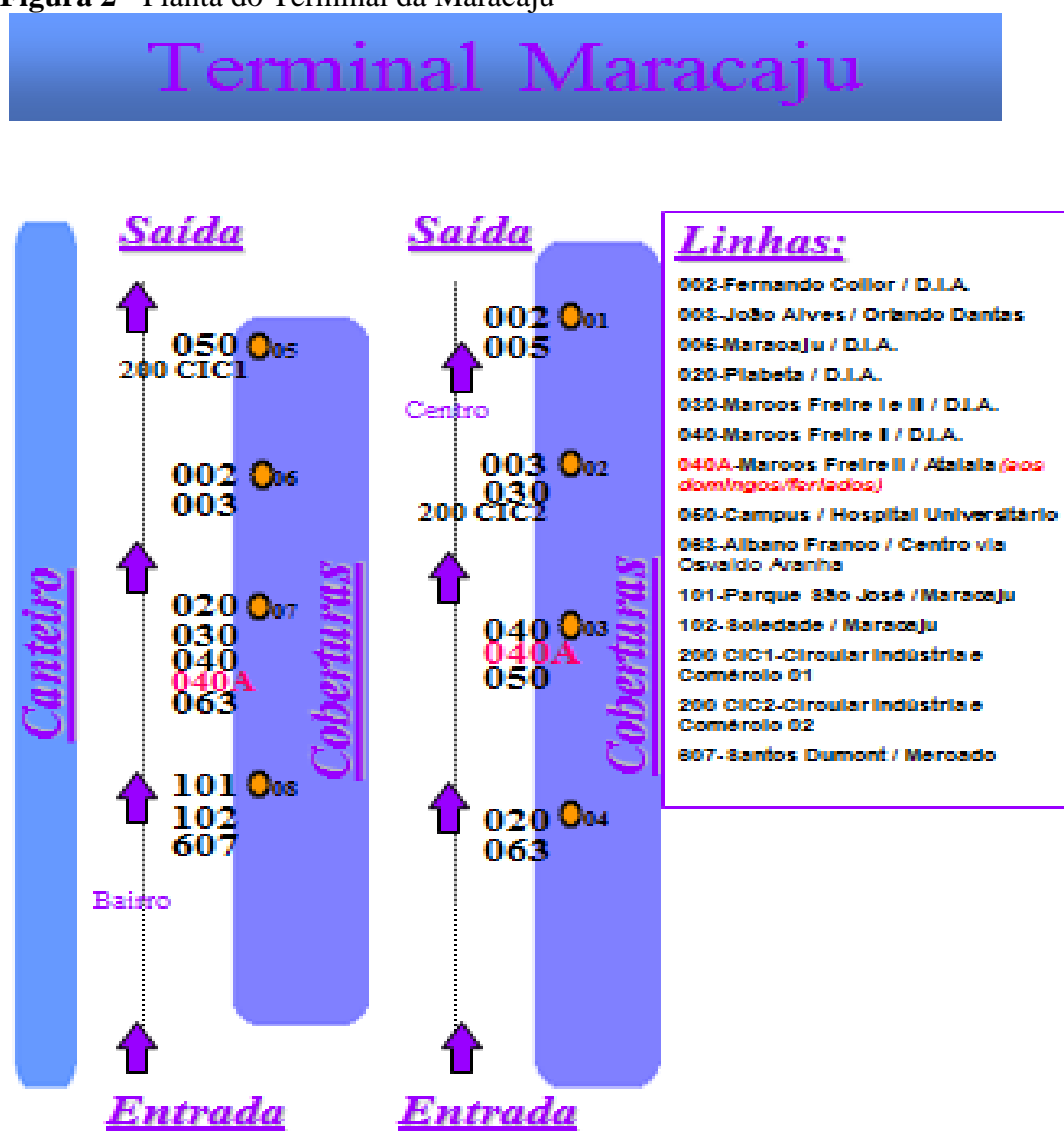 Figura 2 - Planta do Terminal da Maracaju
Terminal Maracaju
Saída
050 05
200 CIC1
002 06
003
020 07
030
040
040A
063
101 08
102
607
Bairro
Entrada
Canteiro
Coberturas
Saída
002 01
005
Centro
003 02
030
200 CIC2
040 03
040A
050
020 04
063
Entrada
Coberturas
Linhas:
002-Fernando Collor / D.I.A.
003-João Alves / Orlando Dantas
005-Maracaju / D.I.A.
020-Piabeta / D.I.A.
030-Marcos Freire I e III / D.I.A.
040-Marcos Freire II / D.I.A.
040A-Marcos Freire II / Atalaia (aos
domingos/feriados)
050-Campus / Hospital Universitário
063-Albano Franco / Centro via
Osvaldo Aranha
101-Parque São José / Maracaju
102-Soledade / Maracaju
200 CIC1-Circular Indústria e
Comércio 01
200 CIC2-Circular Indústria e
Comércio 02
607-Santos Dumont / Mercado